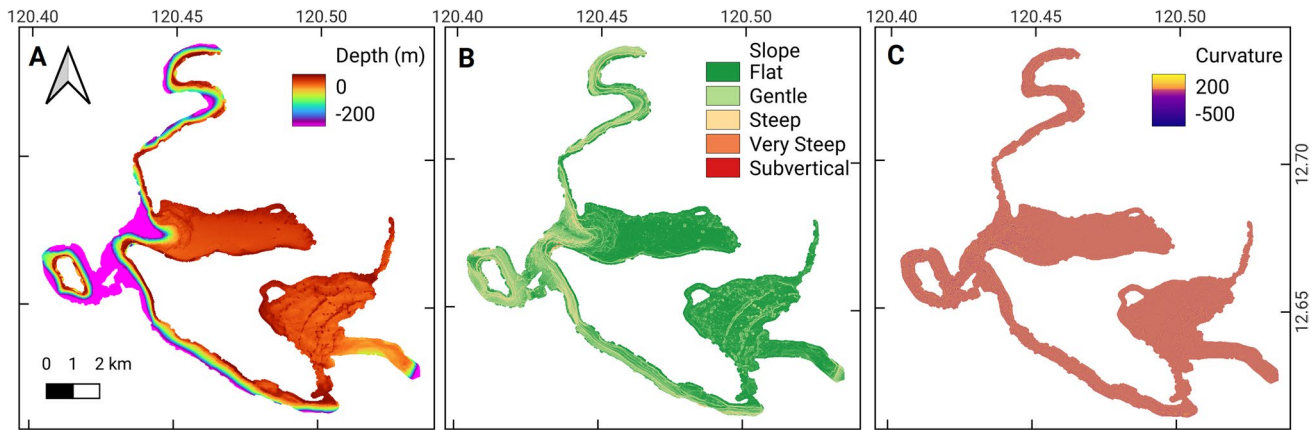 120.40 120.45 120.50 120.40 120.45 120.50 120.40 120.45 120.50
A
Depth (m)
0
-200
0 1 2 km
B
Slope
Flat
Gentle
Steep
Very Steep
Subvertical
C
Curvature
200
-500
12.70
12.65